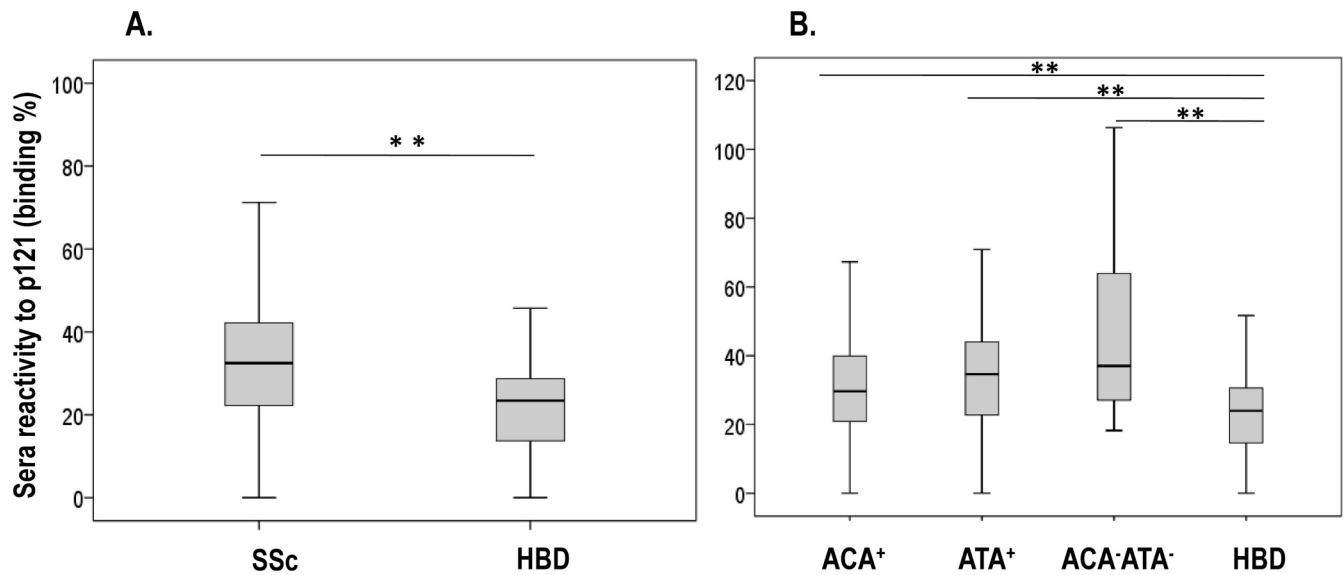 A.
B.
Sera reactivity to p121 (binding %)
100
80
60
40
20
0
* *
SSc
HBD
120
100
80
60
40
20
0
**
**
**
ACA⁺
ATA⁺
ACA⁻ATA⁻
HBD